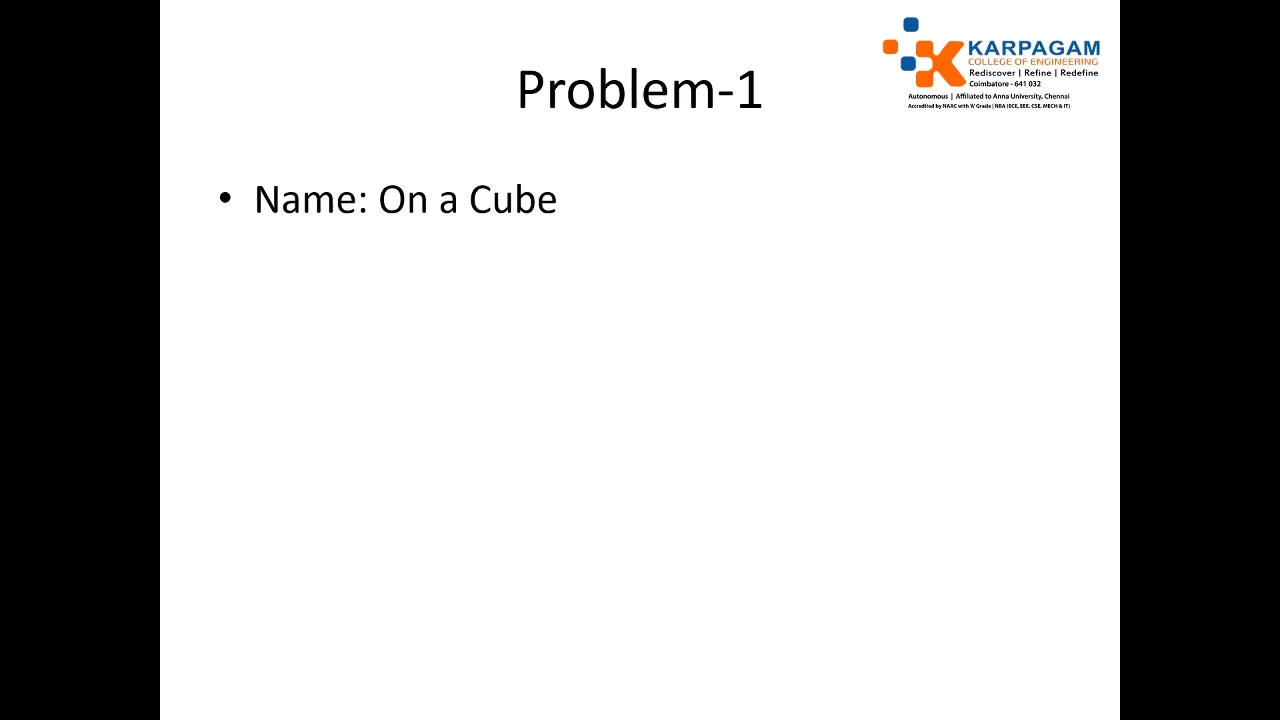 Problem-1
KARPAGAM
COLLEGE OF ENGINEERING
Rediscover | Refine | Redefine
Coimbatore - 641 032
Autonomous | Affiliated to Anna University, Chennai
Accredited by NAAC with 'A' Grade | NBA (ECE, EEE, CSE, MECH & IT)
• Name: On a Cube